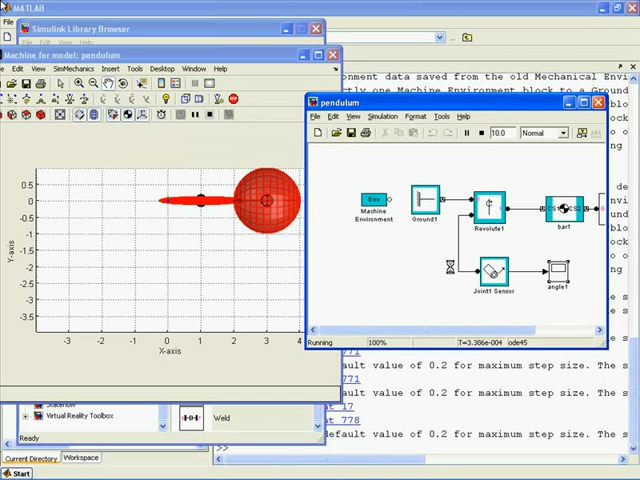 MATLAB
File
Simulink Library Browser
Machine for model: pendulum
Edit View SimMechanics Insert Tools Desktop Window Help
0.5
0
-0.5
-1
-1.5
-2
-2.5
-3
-3.5
Y-axis
-3 -2 -1 0 1 2 3 4
X-axis
pendulum
File Edit View Simulation Format Tools Help
10.0 Normal
Env
Machine
Environment
Ground1
Revolute1
CS1 CS2
bar1
Joint1 Sensor
angle1
Running 100% T=3.386e-004 ode45
ronment data saved from the old Mechanical Envi
ctly one Machine Environment block to a Ground
771
ault value of 0.2 for maximum step size. The s
771
ault value of 0.2 for maximum step size. The s
at 17
at 778
default value of 0.2 for maximum step size. The s
>>
Virtual Reality Toolbox
Weld
Ready
Current Directory Workspace
Start